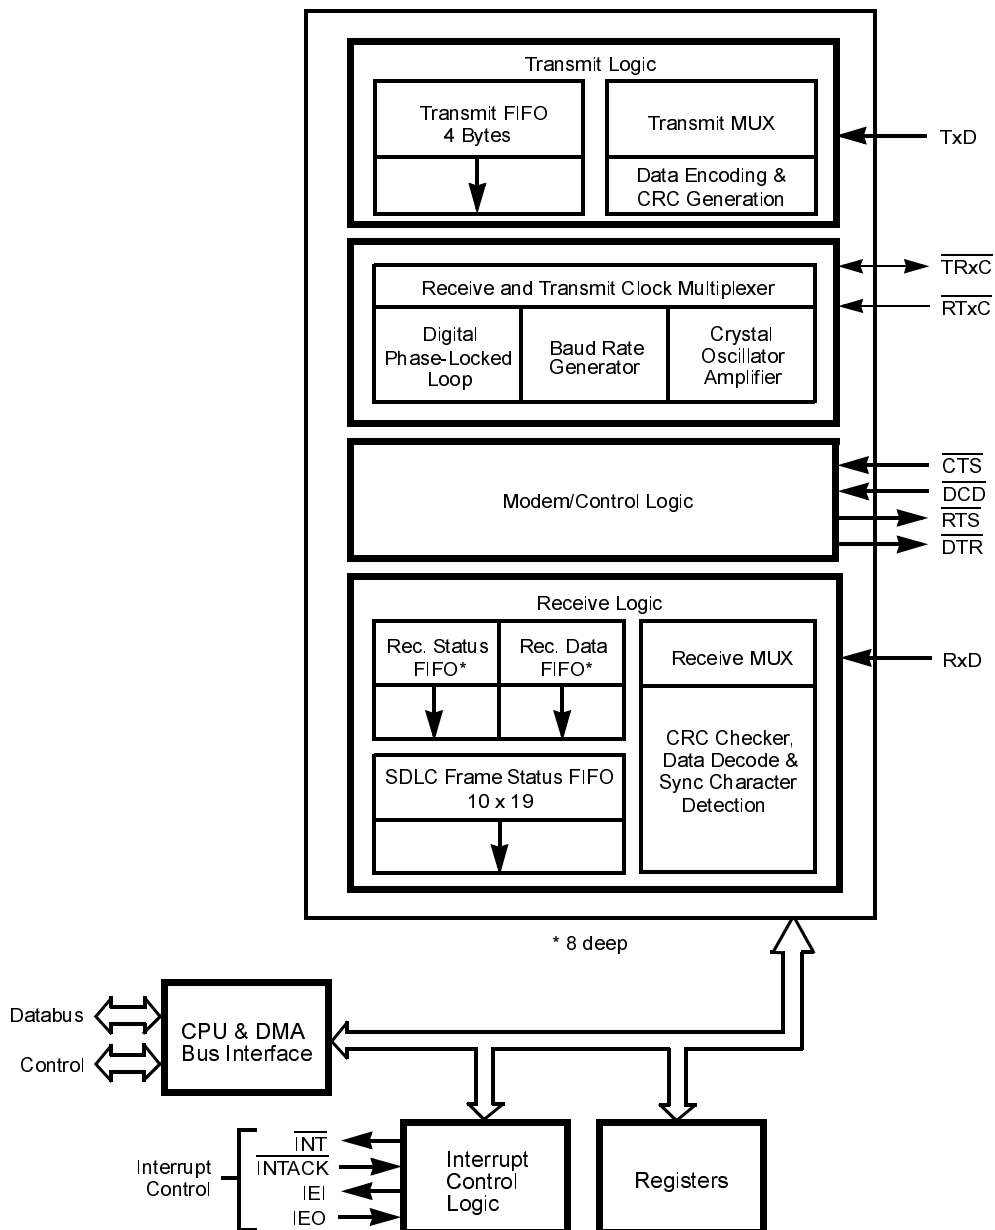 Transmit Logic
Transmit FIFO
4 Bytes
Transmit MUX
Data Encoding &
CRC Generation
TxD
Receive and Transmit Clock Multiplexer
Digital
Phase-Locked
Loop
Baud Rate
Generator
Crystal
Oscillator
Amplifier
TRxC
RTxC
Modem/Control Logic
CTS
DCD
RTS
DTR
Receive Logic
Rec. Status
FIFO*
Rec. Data
FIFO*
Receive MUX
RxD
SDLC Frame Status FIFO
10 x 19
CRC Checker,
Data Decode &
Sync Character
Detection
* 8 deep
Databus
Control
CPU & DMA
Bus Interface
Interrupt
Control
INT
INTACK
IEI
IEO
Interrupt
Control
Logic
Registers